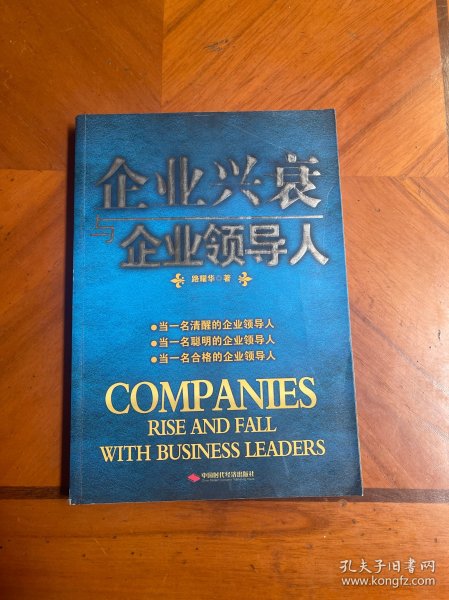 企业兴衰
与企业领导人
路耀华 著
●当一名清醒的企业领导人
●当一名聪明的企业领导人
●当一名合格的企业领导人
COMPANIES
RISE AND FALL
WITH BUSINESS LEADERS
中国时代经济出版社
孔夫子旧书网
www.kongfz.com